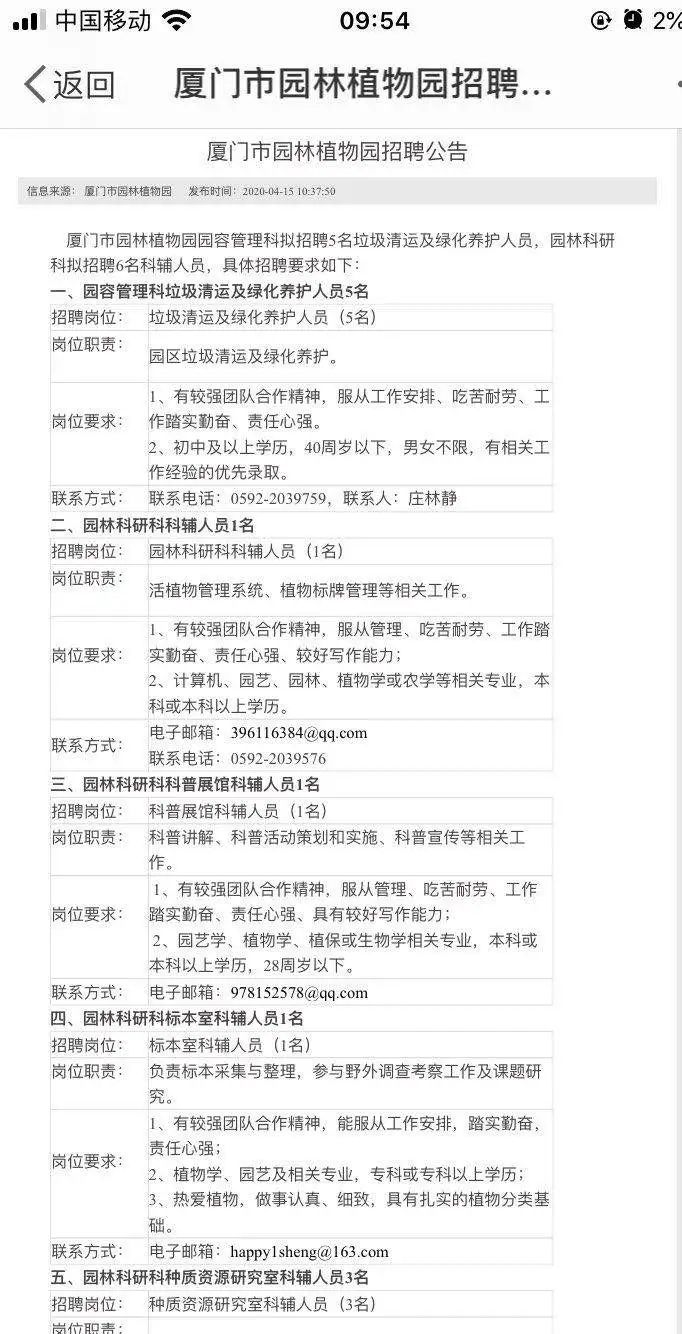 中国移动 09:54 2%
返回 厦门市园林植物园招聘...
厦门市园林植物园招聘公告
信息来源： 厦门市园林植物园 发布时间：2020-04-15 10:37:50
厦门市园林植物园园容管理科拟招聘5名垃圾清运及绿化养护人员，园林科研
科拟招聘6名科辅人员，具体招聘要求如下：
一、园容管理科垃圾清运及绿化养护人员5名
招聘岗位： 垃圾清运及绿化养护人员（5名）
岗位职责：
园区垃圾清运及绿化养护。
1、有较强团队合作精神，服从工作安排、吃苦耐劳、工
岗位要求： 作踏实勤奋、责任心强。
2、初中及以上学历，40周岁以下，男女不限，有相关工
作经验的优先录取。
联系方式： 联系电话：0592-2039759，联系人：庄林静
二、园林科研科科辅人员1名
招聘岗位： 园林科研科科辅人员（1名）
岗位职责：
活植物管理系统、植物标牌管理等相关工作。
1、有较强团队合作精神，服从管理、吃苦耐劳、工作踏
岗位要求： 实勤奋、责任心强、较好写作能力；
2、计算机、园艺、园林、植物学或农学等相关专业，本
科或本科以上学历。
联系方式： 电子邮箱：396116384@qq.com
联系电话：0592-2039576
三、园林科研科科普展馆科辅人员1名
招聘岗位： 科普展馆科辅人员（1名）
岗位职责： 科普讲解、科普活动策划和实施、科普宣传等相关工
作。
1、有较强团队合作精神，服从管理、吃苦耐劳、工作
岗位要求： 踏实勤奋、责任心强、具有较好写作能力；
2、园艺学、植物学、植保或生物学相关专业，本科或
本科以上学历，28周岁以下。
联系方式： 电子邮箱：978152578@qq.com
四、园林科研科标本室科辅人员1名
招聘岗位： 标本室科辅人员（1名）
岗位职责： 负责标本采集与整理，参与野外调查考察工作及课题研
究。
1、有较强团队合作精神，能服从工作安排，踏实勤奋，
责任心强；
岗位要求： 2、植物学、园艺及相关专业，专科或专科以上学历；
3、热爱植物，做事认真、细致，具有扎实的植物分类基
础。
联系方式： 电子邮箱：happy1sheng@163.com
五、园林科研科种质资源研究室科辅人员3名
招聘岗位： 种质资源研究室科辅人员（3名）
岗位职责：